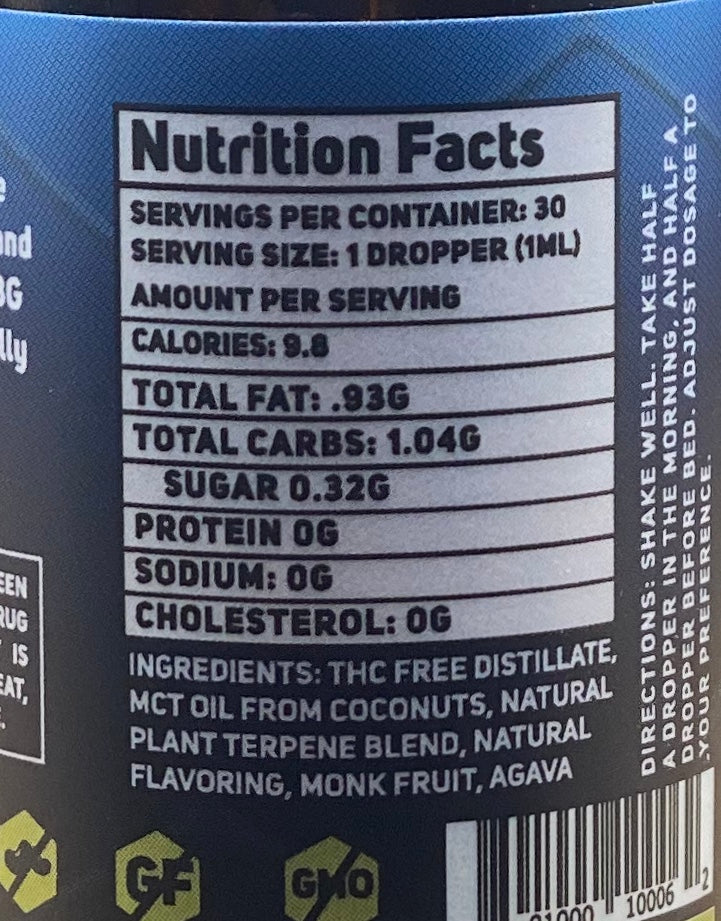 Nutrition Facts
SERVINGS PER CONTAINER: 30
SERVING SIZE: 1 DROPPER (1ML)
AMOUNT PER SERVING
CALORIES: 9.8
TOTAL FAT: .93G
TOTAL CARBS: 1.04G
SUGAR 0.32G
PROTEIN 0G
SODIUM: 0G
CHOLESTEROL: 0G
INGREDIENTS: THC FREE DISTILLATE,
MCT OIL FROM COCONUTS, NATURAL
PLANT TERPENE BLEND, NATURAL
FLAVORING, MONK FRUIT, AGAVA
DIRECTIONS: SHAKE WELL. TAKE HALF
A DROPPER IN THE MORNING, AND HALF A
DROPPER BEFORE BED. ADJUST DOSAGE TO
YOUR PREFERENCE.
IS
GF
GMO
10006 2